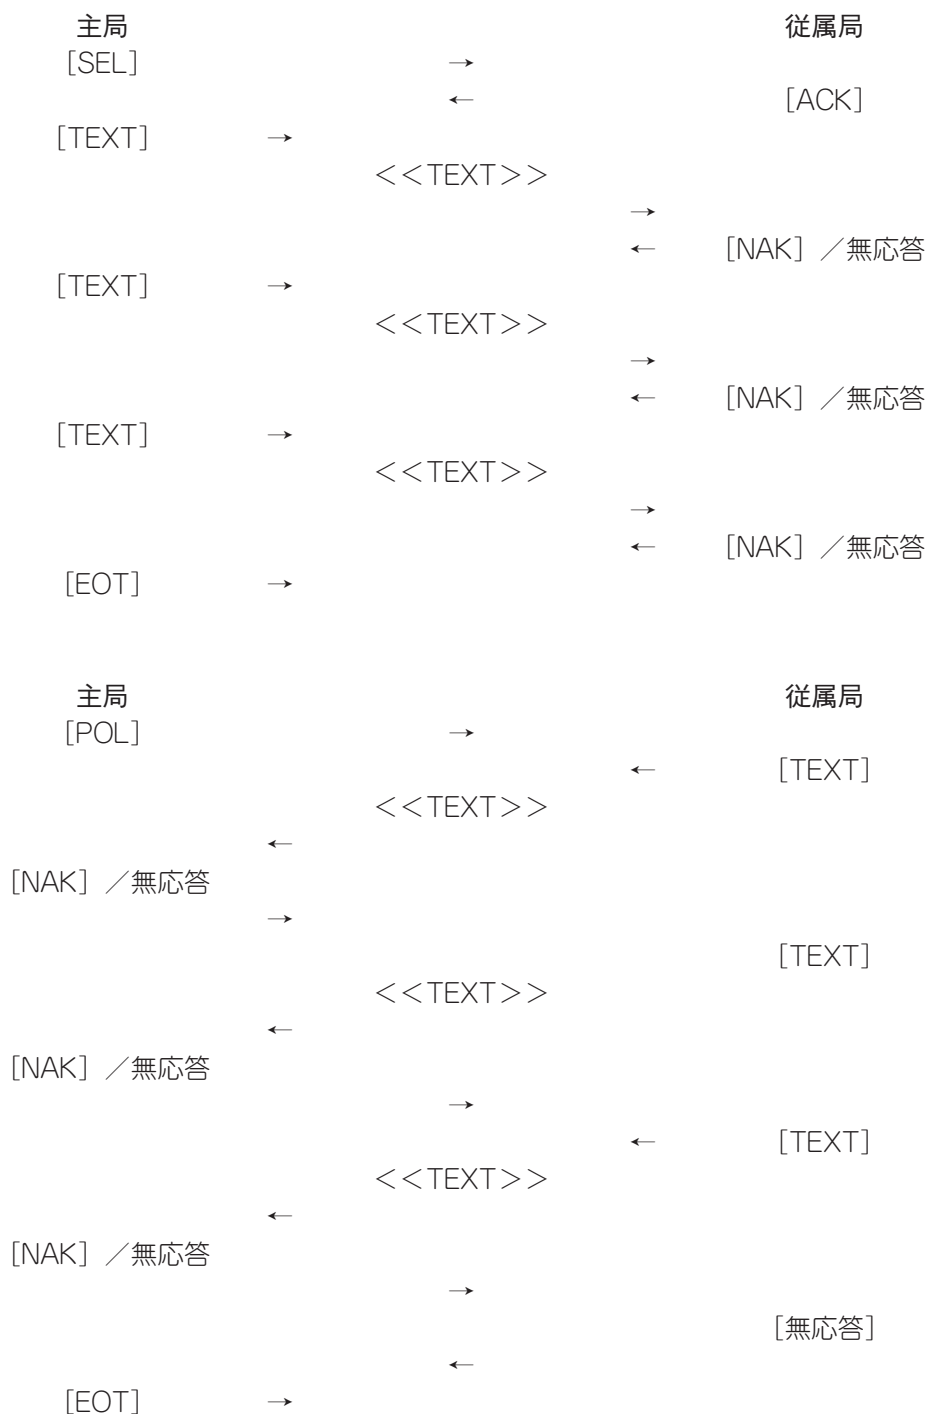 主局 従属局
[SEL] →
← [ACK]
[TEXT] →
<<TEXT>>
→
← [NAK] ／無応答
[TEXT] →
<<TEXT>>
→
← [NAK] ／無応答
[TEXT] →
<<TEXT>>
→
← [NAK] ／無応答
[EOT] →
主局 従属局
[POL] →
← [TEXT]
<<TEXT>>
←
[NAK] ／無応答
→
[TEXT]
<<TEXT>>
←
[NAK] ／無応答
→
← [TEXT]
<<TEXT>>
←
[NAK] ／無応答
→
[無応答]
←
[EOT] →